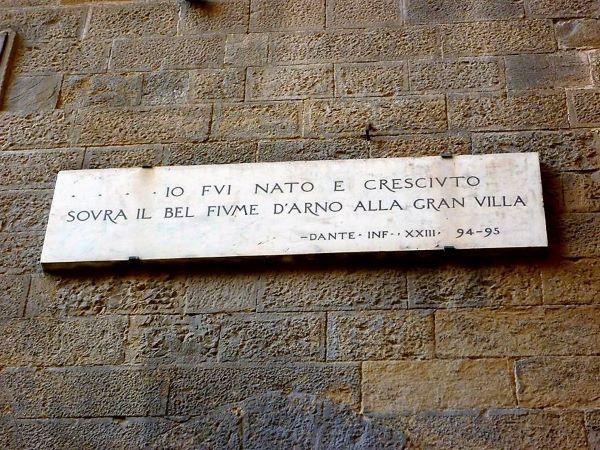 . . . . IO FVI NATO E CRESCIVTO
SOVRA IL BEL FIVME D'ARNO ALLA GRAN VILLA
-DANTE · INF · · XXIII · 94-95